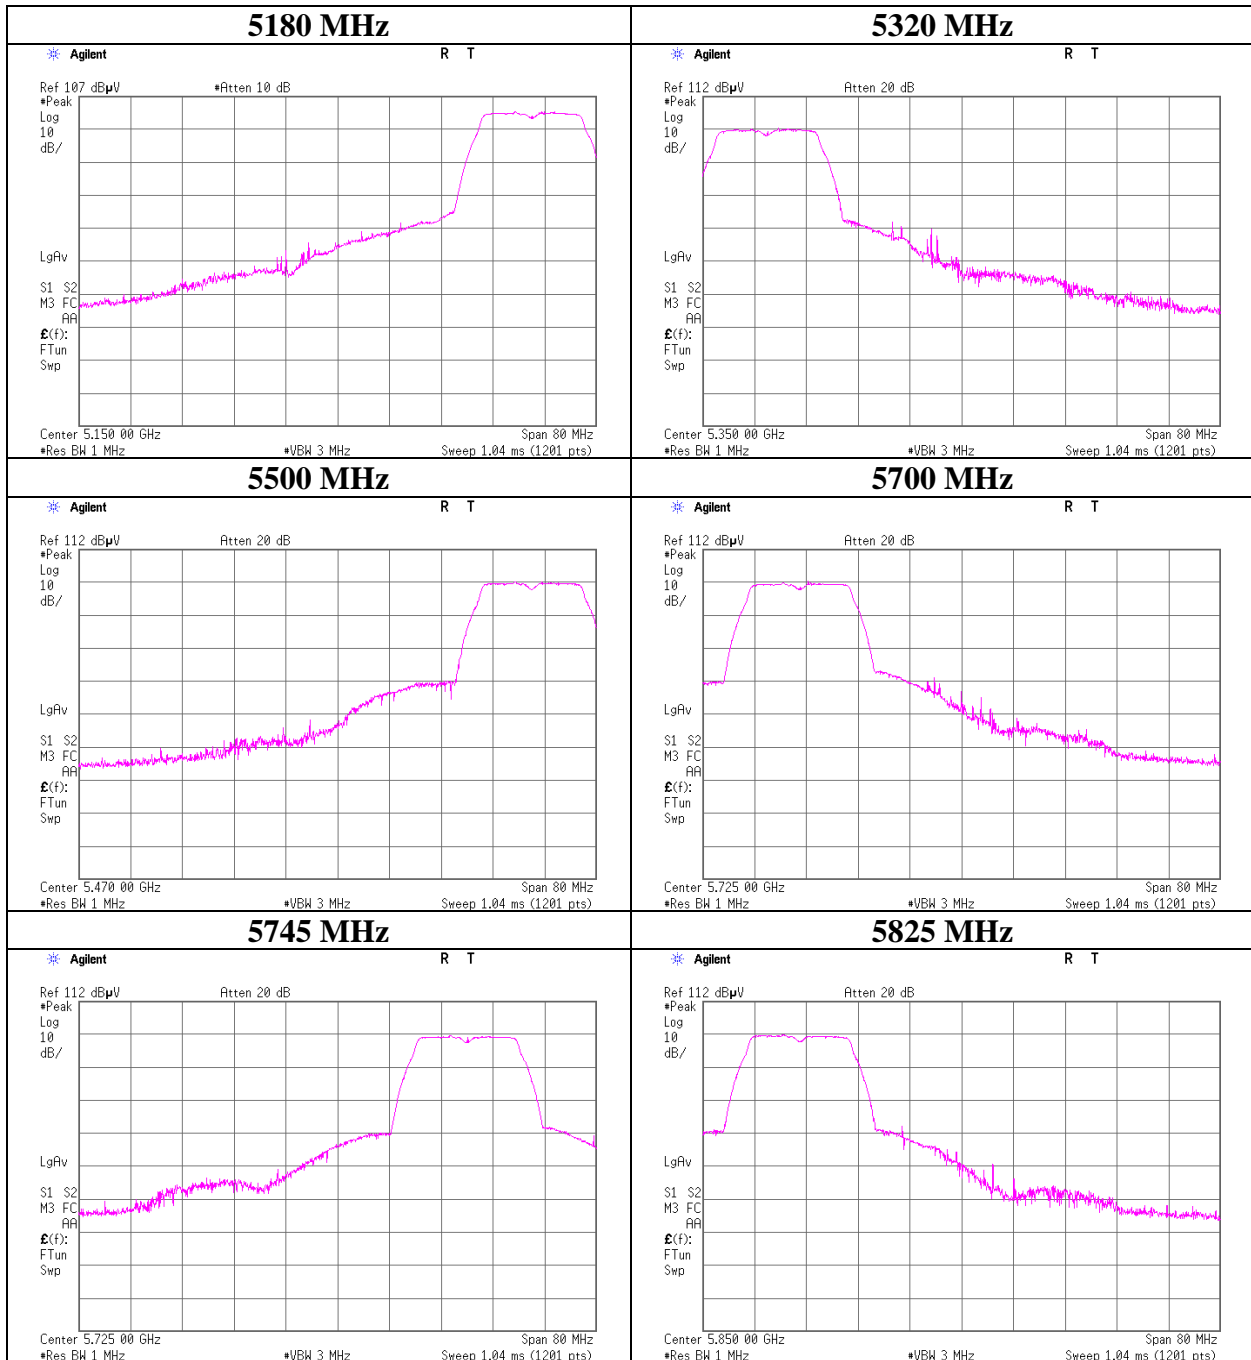 5180 MHz
5320 MHz
Agilent R T
Ref 107 dBµV #Atten 10 dB
#Peak
Log
10
dB/
LgAv
S1 S2
M3 FC
AA
£(f):
FTun
Swp
Center 5.150 00 GHz Span 80 MHz
#Res BW 1 MHz #VBW 3 MHz Sweep 1.04 ms (1201 pts)
Agilent R T
Ref 112 dBµV Atten 20 dB
#Peak
Log
10
dB/
LgAv
S1 S2
M3 FC
AA
£(f):
FTun
Swp
Center 5.350 00 GHz Span 80 MHz
#Res BW 1 MHz #VBW 3 MHz Sweep 1.04 ms (1201 pts)
5500 MHz
5700 MHz
Agilent R T
Ref 112 dBµV Atten 20 dB
#Peak
Log
10
dB/
LgAv
S1 S2
M3 FC
AA
£(f):
FTun
Swp
Center 5.470 00 GHz Span 80 MHz
#Res BW 1 MHz #VBW 3 MHz Sweep 1.04 ms (1201 pts)
Agilent R T
Ref 112 dBµV Atten 20 dB
#Peak
Log
10
dB/
LgAv
S1 S2
M3 FC
AA
£(f):
FTun
Swp
Center 5.725 00 GHz Span 80 MHz
#Res BW 1 MHz #VBW 3 MHz Sweep 1.04 ms (1201 pts)
5745 MHz
5825 MHz
Agilent R T
Ref 112 dBµV Atten 20 dB
#Peak
Log
10
dB/
LgAv
S1 S2
M3 FC
AA
£(f):
FTun
Swp
Center 5.725 00 GHz Span 80 MHz
#Res BW 1 MHz #VBW 3 MHz Sweep 1.04 ms (1201 pts)
Agilent R T
Ref 112 dBµV Atten 20 dB
#Peak
Log
10
dB/
LgAv
S1 S2
M3 FC
AA
£(f):
FTun
Swp
Center 5.850 00 GHz Span 80 MHz
#Res BW 1 MHz #VBW 3 MHz Sweep 1.04 ms (1201 pts)